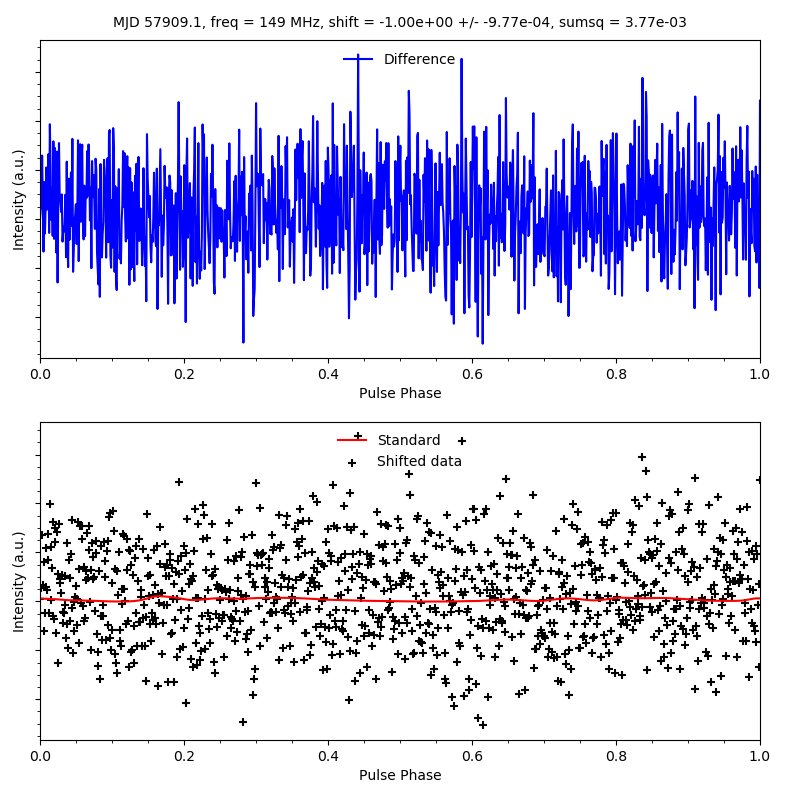 MJD 57909.1, freq = 149 MHz, shift = -1.00e+00 +/- -9.77e-04, sumsq = 3.77e-03
Difference
Intensity (a.u.)
0.0 0.2 0.4 0.6 0.8 1.0
Pulse Phase
Standard
Shifted data
Intensity (a.u.)
0.0 0.2 0.4 0.6 0.8 1.0
Pulse Phase